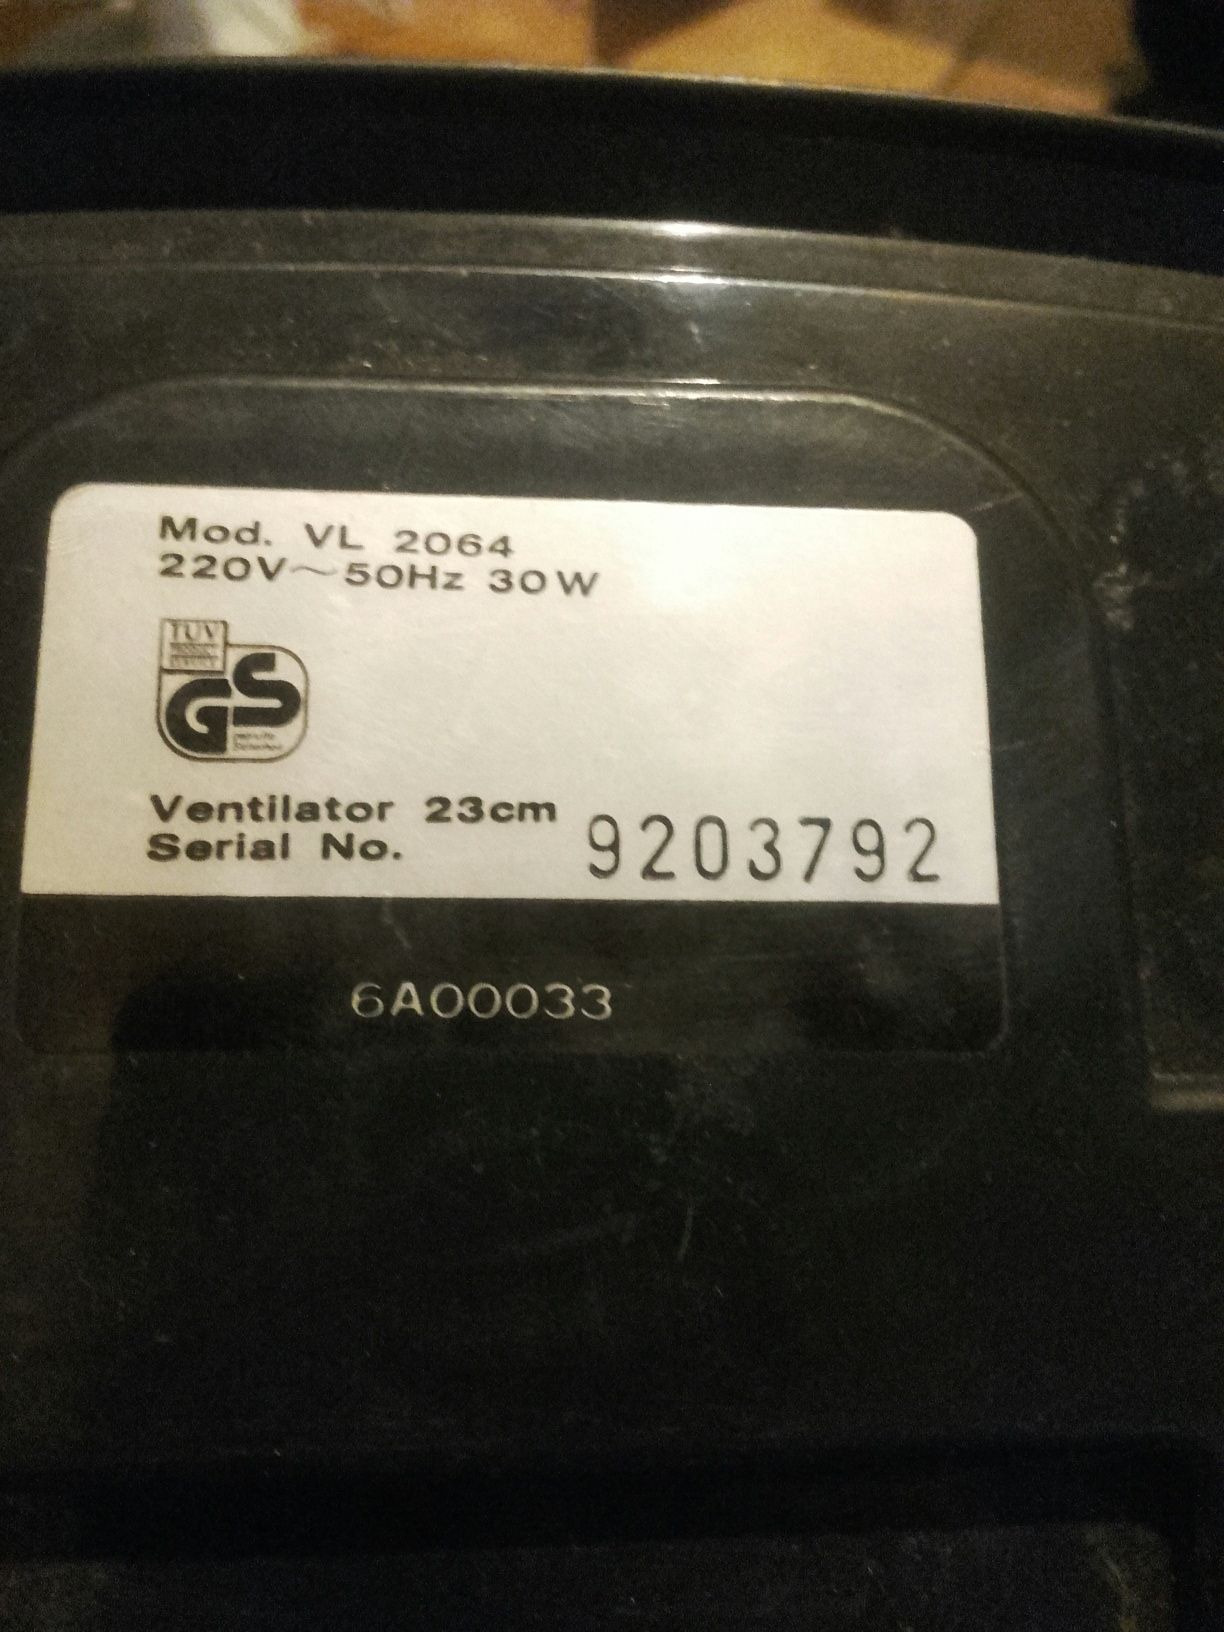 Mod. VL 2064
220V~50Hz 30W
TÜV
GS
Ventilator 23cm
Serial No. 9203792
6A00033